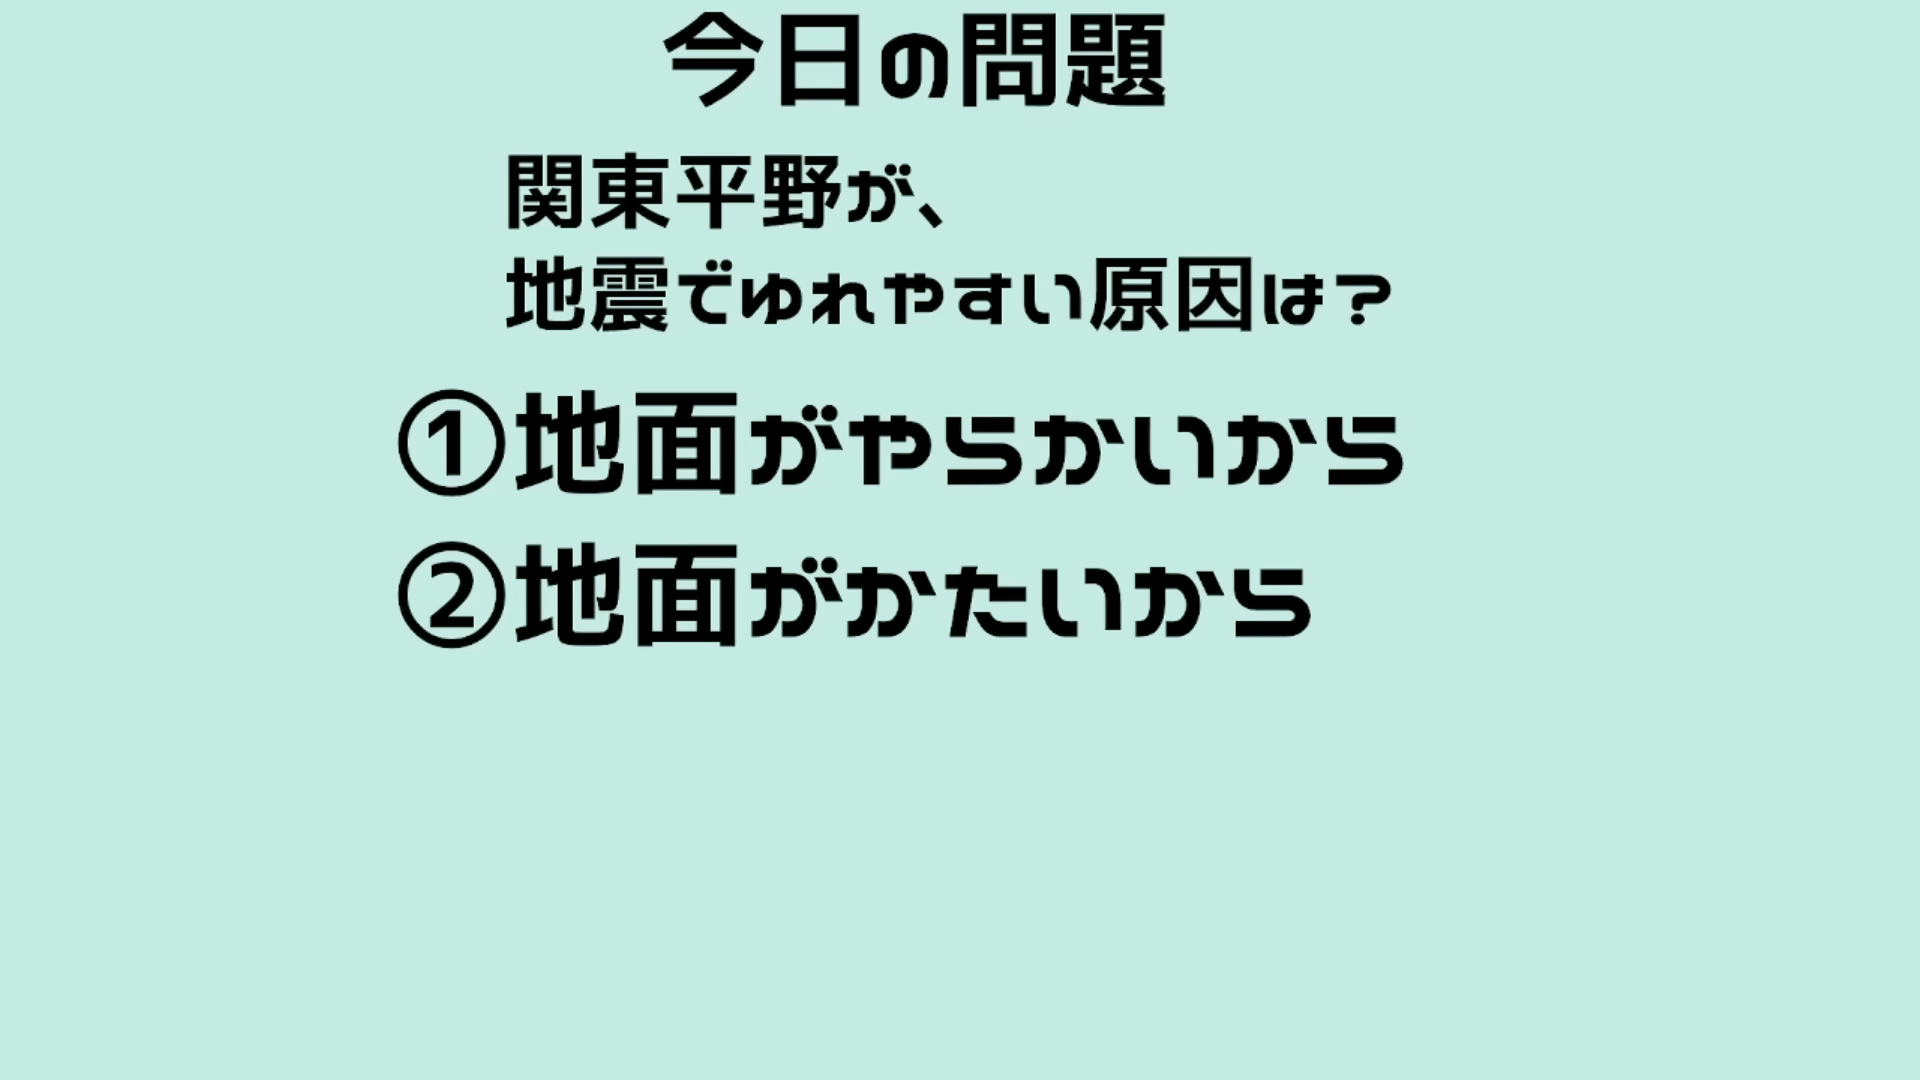 今日の問題
関東平野が、
地震でゆれやすい原因は？
①地面がやらかいから
②地面がかたいから